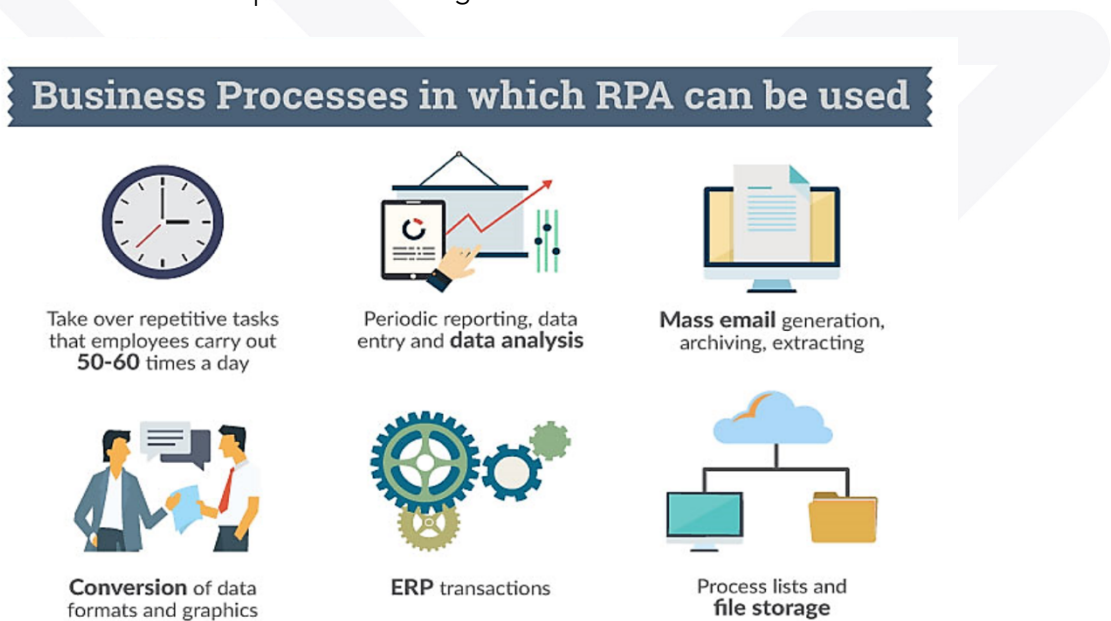 Business Processes in which RPA can be used
Take over repetitive tasks
that employees carry out
50-60 times a day
Periodic reporting, data
entry and data analysis
Mass email generation,
archiving, extracting
Conversion of data
formats and graphics
ERP transactions
Process lists and
file storage